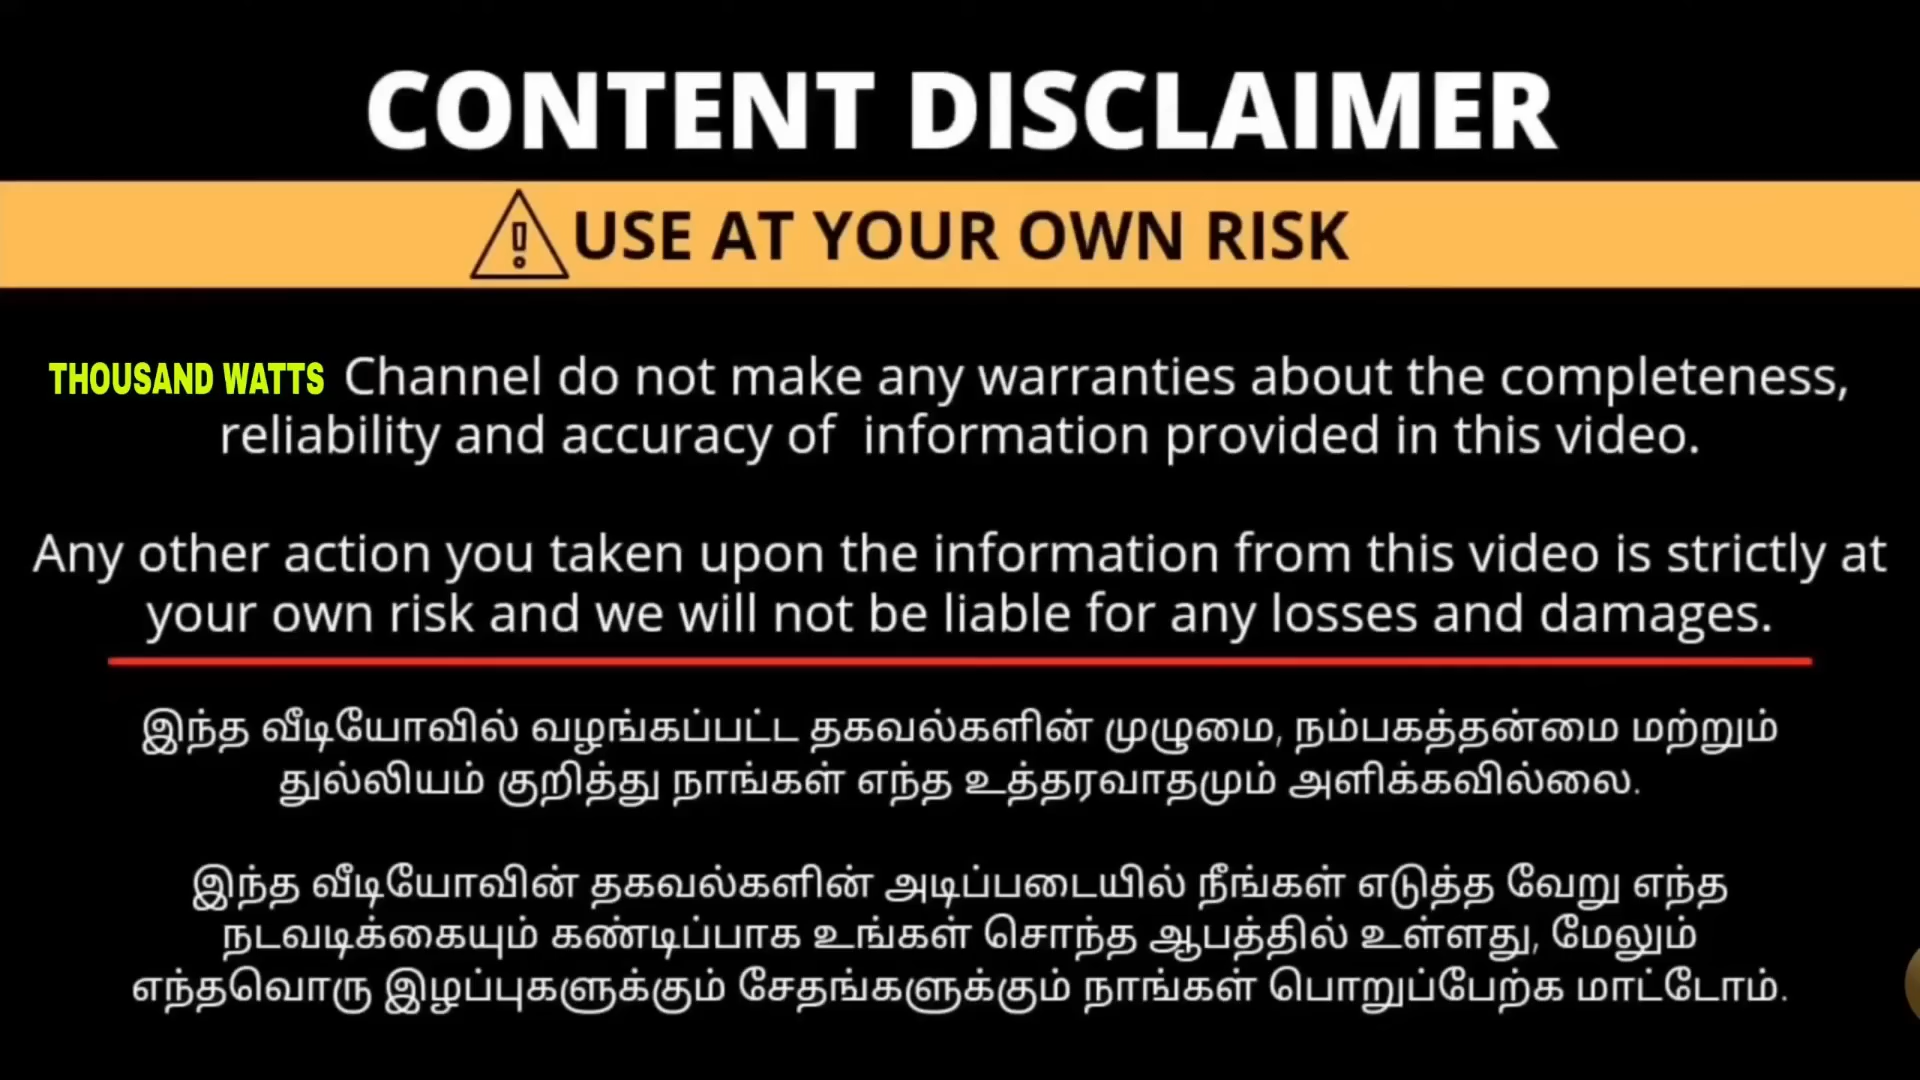 CONTENT DISCLAIMER
USE AT YOUR OWN RISK
THOUSAND WATTS Channel do not make any warranties about the completeness,
reliability and accuracy of information provided in this video.
Any other action you taken upon the information from this video is strictly at
your own risk and we will not be liable for any losses and damages.
இந்த வீடியோவில் வழங்கப்பட்ட தகவல்களின் முழுமை, நம்பகத்தன்மை மற்றும்
துல்லியம் குறித்து நாங்கள் எந்த உத்தரவாதமும் அளிக்கவில்லை.
இந்த வீடியோவின் தகவல்களின் அடிப்படையில் நீங்கள் எடுத்த வேறு எந்த
நடவடிக்கையும் கண்டிப்பாக உங்கள் சொந்த ஆபத்தில் உள்ளது, மேலும்
எந்தவொரு இழப்புகளுக்கும் சேதங்களுக்கும் நாங்கள் பொறுப்பேற்க மாட்டோம்.